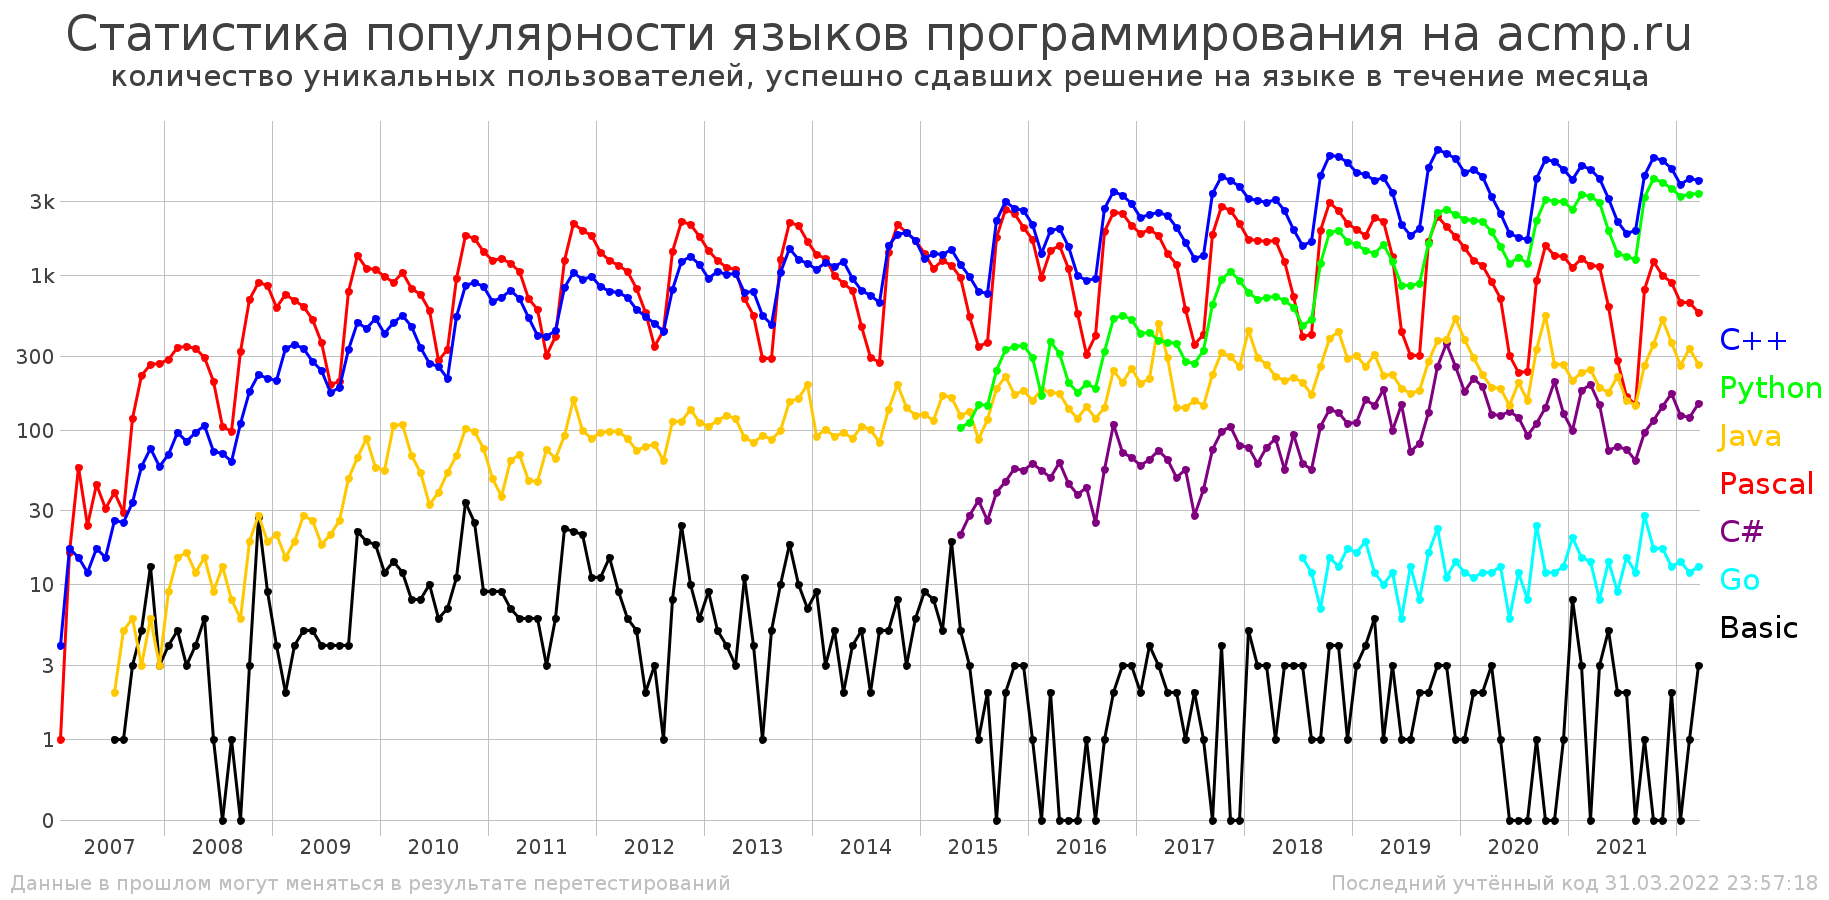 Статистика популярности языков программирования на acmp.ru
количество уникальных пользователей, успешно сдавших решение на языке в течение месяца
3k
1k
300
100
30
10
3
1
0
C++
Python
Java
Pascal
C#
Go
Basic
2007 2008 2009 2010 2011 2012 2013 2014 2015 2016 2017 2018 2019 2020 2021
Данные в прошлом могут меняться в результате перетестирований
Последний учтённый код 31.03.2022 23:57:18